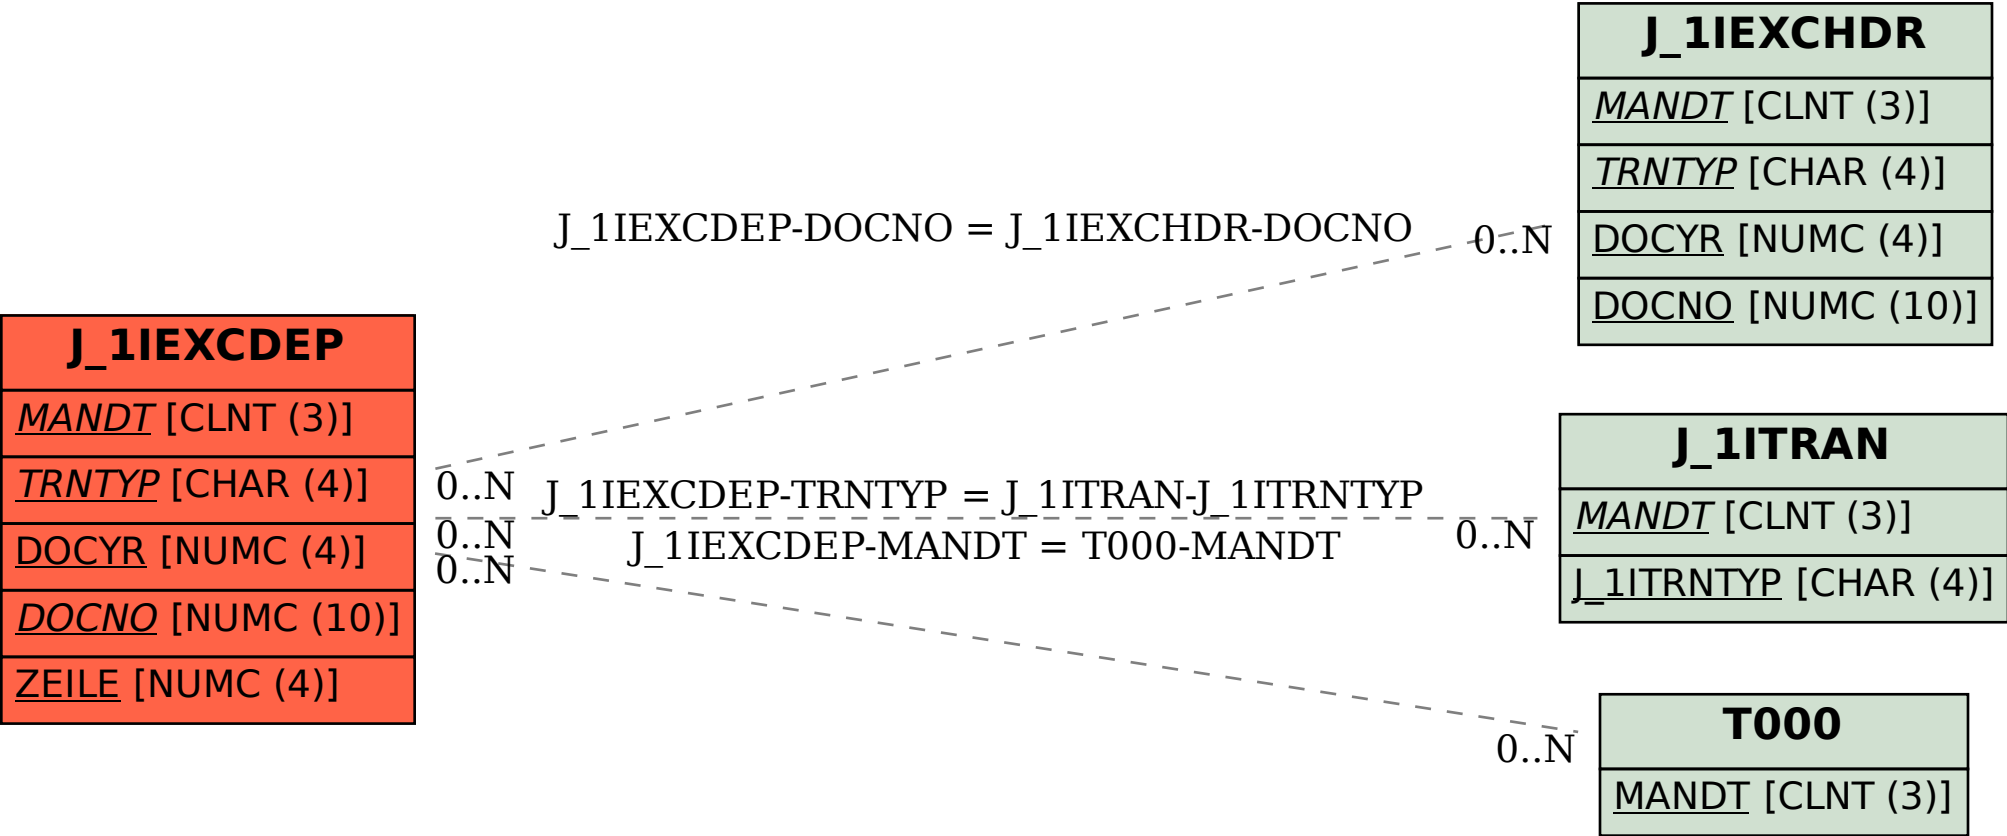 J_1IEXCHDR
MANDT [CLNT (3)]
TRNTYP [CHAR (4)]
DOCYR [NUMC (4)]
DOCNO [NUMC (10)]
J_1IEXCDEP-DOCNO = J_1IEXCHDR-DOCNO
0..N
J_1IEXCDEP
MANDT [CLNT (3)]
TRNTYP [CHAR (4)]
DOCYR [NUMC (4)]
DOCNO [NUMC (10)]
ZEILE [NUMC (4)]
0..N
J_1IEXCDEP-TRNTYP = J_1ITRAN-J_1ITRNTYP
0..N
0..N
J_1IEXCDEP-MANDT = T000-MANDT
0..N
J_1ITRAN
MANDT [CLNT (3)]
J_1ITRNTYP [CHAR (4)]
0..N
T000
MANDT [CLNT (3)]